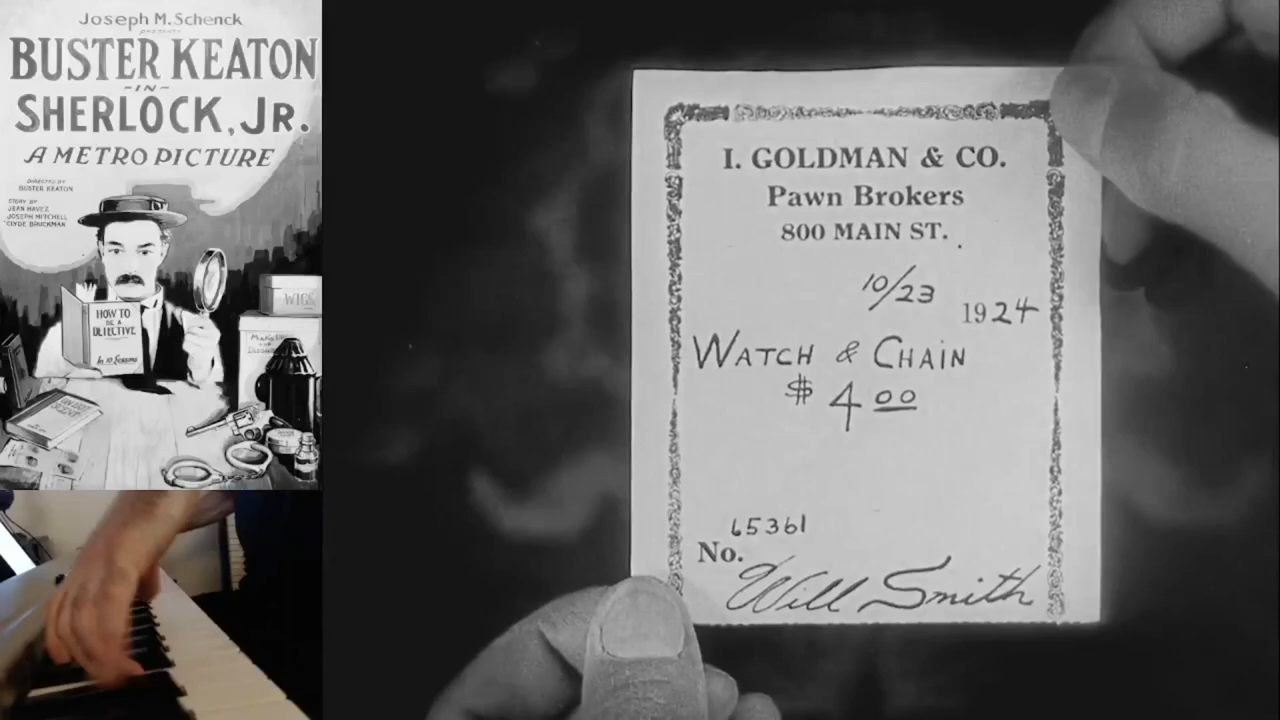 Joseph M. Schenck
PRESENTS
BUSTER KEATON
-IN-
SHERLOCK, JR.
A METRO PICTURE
DIRECTED BY
BUSTER KEATON
STORY BY
JEAN HAVEZ
JOSEPH MITCHELL
CLYDE BRUCKMAN
HOW TO
BE A
DETECTIVE
WIGS
I. GOLDMAN & CO.
Pawn Brokers
800 MAIN ST.
10/23 1924
WATCH & CHAIN
$ 4 00
65361
No.
Will Smith